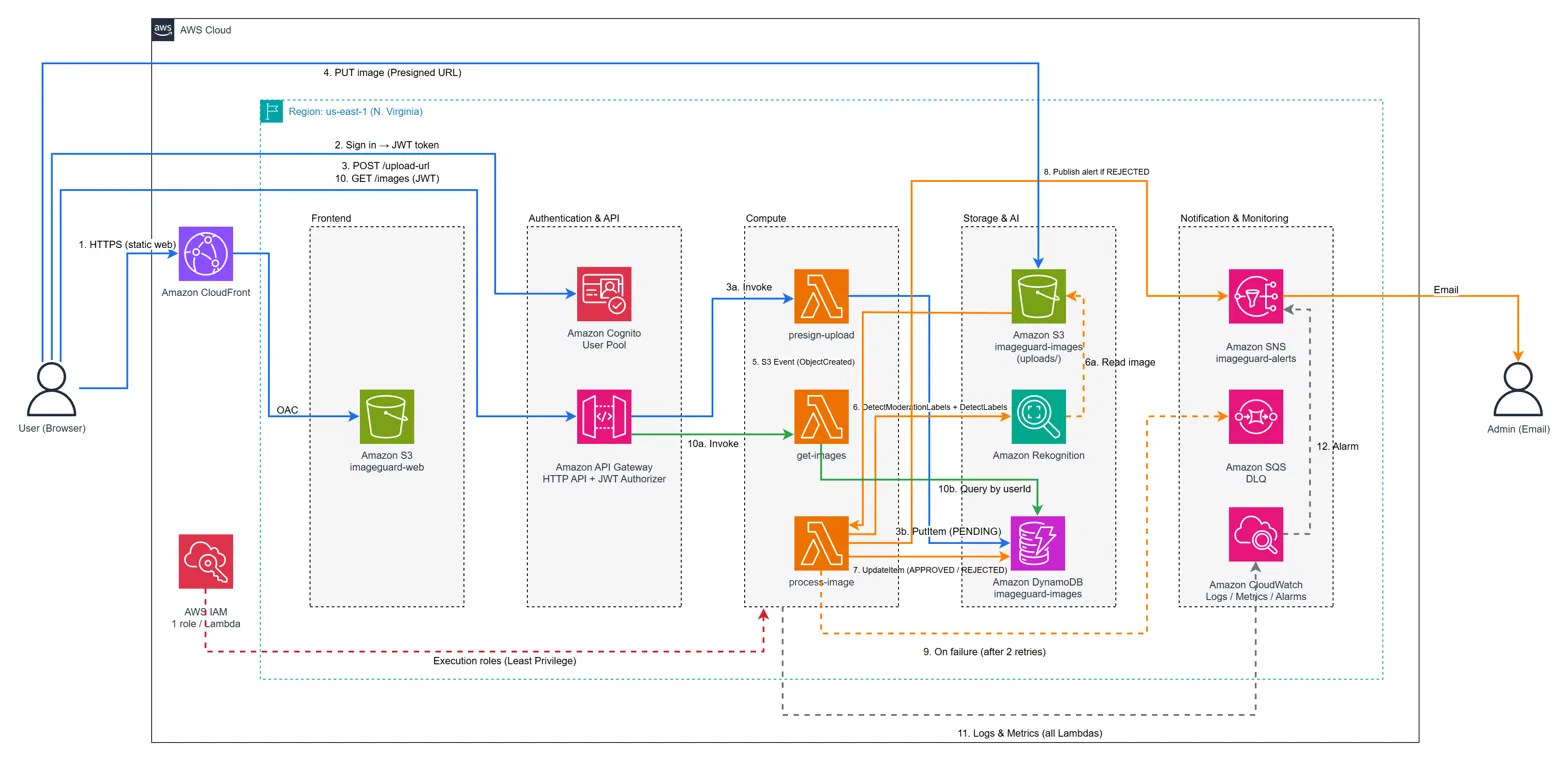 aws
AWS Cloud
4. PUT image (Presigned URL)
Region: us-east-1 (N. Virginia)
2. Sign in → JWT token
3. POST /upload-url
10. GET /images (JWT)
8. Publish alert if REJECTED
Frontend
Authentication & API
Compute
Storage & AI
Notification & Monitoring
1. HTTPS (static web)
Amazon CloudFront
3a. Invoke
Email
Amazon Cognito
User Pool
presign-upload
Amazon S3
imageguard-images
(uploads/)
Amazon SNS
imageguard-alerts
5. S3 Event (ObjectCreated)
6a. Read image
User (Browser)
OAC
Amazon S3
imageguard-web
6. DetectModerationLabels + DetectLabels
Admin (Email)
10a. Invoke
get-images
Amazon Rekognition
12. Alarm
Amazon API Gateway
HTTP API + JWT Authorizer
Amazon SQS
DLQ
10b. Query by userId
3b. PutItem (PENDING)
7. UpdateItem (APPROVED / REJECTED)
process-image
Amazon DynamoDB
imageguard-images
Amazon CloudWatch
Logs / Metrics / Alarms
AWS IAM
1 role / Lambda
Execution roles (Least Privilege)
9. On failure (after 2 retries)
11. Logs & Metrics (all Lambdas)